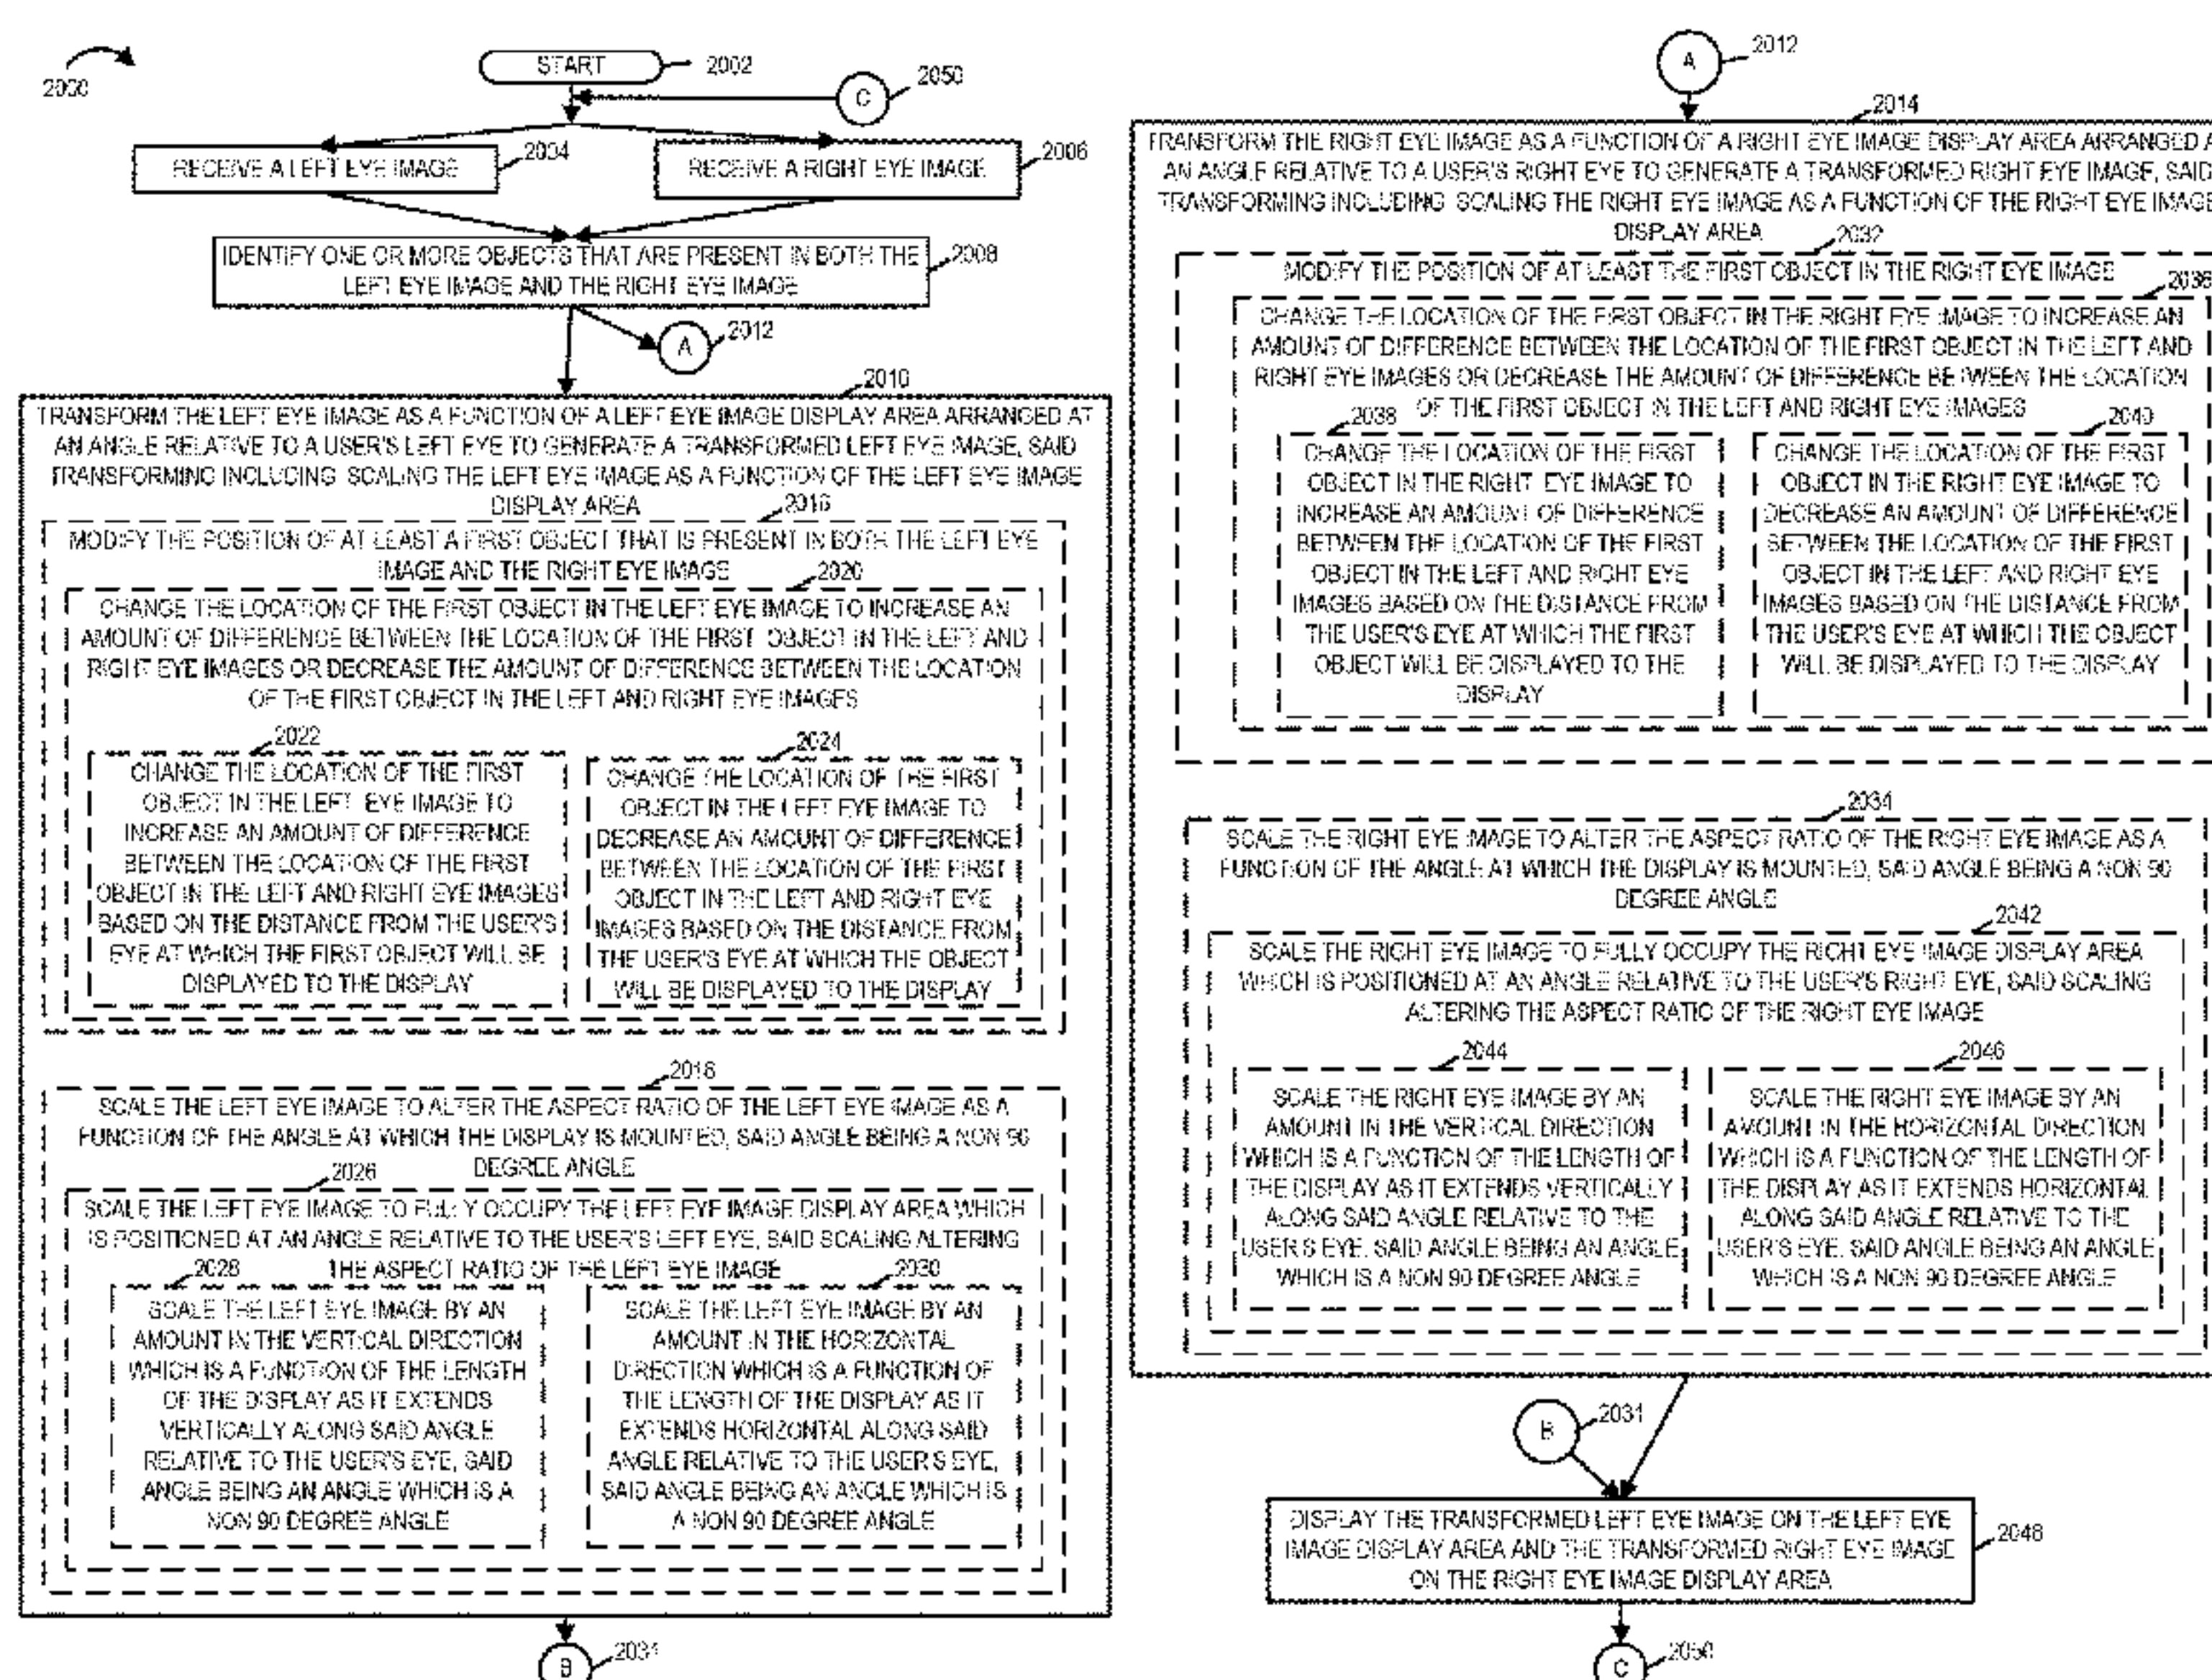 2000
START
2002
C
2050
RECEIVE A LEFT EYE IMAGE
2004
RECEIVE A RIGHT EYE IMAGE
2006
IDENTIFY ONE OR MORE OBJECTS THAT ARE PRESENT IN BOTH THE
LEFT EYE IMAGE AND THE RIGHT EYE IMAGE
2008
A
2012
2010
TRANSFORM THE LEFT EYE IMAGE AS A FUNCTION OF A LEFT EYE IMAGE DISPLAY AREA ARRANGED AT
AN ANGLE RELATIVE TO A USER'S LEFT EYE TO GENERATE A TRANSFORMED LEFT EYE IMAGE, SAID
TRANSFORMING INCLUDING SCALING THE LEFT EYE IMAGE AS A FUNCTION OF THE LEFT EYE IMAGE
DISPLAY AREA
2016
MODIFY THE POSITION OF AT LEAST A FIRST OBJECT THAT IS PRESENT IN BOTH THE LEFT EYE
IMAGE AND THE RIGHT EYE IMAGE
2020
CHANGE THE LOCATION OF THE FIRST OBJECT IN THE LEFT EYE IMAGE TO INCREASE AN
AMOUNT OF DIFFERENCE BETWEEN THE LOCATION OF THE FIRST OBJECT IN THE LEFT AND
RIGHT EYE IMAGES OR DECREASE THE AMOUNT OF DIFFERENCE BETWEEN THE LOCATION
OF THE FIRST OBJECT IN THE LEFT AND RIGHT EYE IMAGES
2022
CHANGE THE LOCATION OF THE FIRST
OBJECT IN THE LEFT EYE IMAGE TO
INCREASE AN AMOUNT OF DIFFERENCE
BETWEEN THE LOCATION OF THE FIRST
OBJECT IN THE LEFT AND RIGHT EYE IMAGES
BASED ON THE DISTANCE FROM THE USER'S
EYE AT WHICH THE FIRST OBJECT WILL BE
DISPLAYED TO THE DISPLAY
2024
CHANGE THE LOCATION OF THE FIRST
OBJECT IN THE LEFT EYE IMAGE TO
DECREASE AN AMOUNT OF DIFFERENCE
BETWEEN THE LOCATION OF THE FIRST
OBJECT IN THE LEFT AND RIGHT EYE
IMAGES BASED ON THE DISTANCE FROM
THE USER'S EYE AT WHICH THE OBJECT
WILL BE DISPLAYED TO THE DISPLAY
2018
SCALE THE LEFT EYE IMAGE TO ALTER THE ASPECT RATIO OF THE LEFT EYE IMAGE AS A
FUNCTION OF THE ANGLE AT WHICH THE DISPLAY IS MOUNTED, SAID ANGLE BEING A NON 90
DEGREE ANGLE
2026
SCALE THE LEFT EYE IMAGE TO FULLY OCCUPY THE LEFT EYE IMAGE DISPLAY AREA WHICH
IS POSITIONED AT AN ANGLE RELATIVE TO THE USER'S LEFT EYE, SAID SCALING ALTERING
THE ASPECT RATIO OF THE LEFT EYE IMAGE
2028
SCALE THE LEFT EYE IMAGE BY AN
AMOUNT IN THE VERTICAL DIRECTION
WHICH IS A FUNCTION OF THE LENGTH
OF THE DISPLAY AS IT EXTENDS
VERTICALLY ALONG SAID ANGLE
RELATIVE TO THE USER'S EYE, SAID
ANGLE BEING AN ANGLE WHICH IS A
NON 90 DEGREE ANGLE
2030
SCALE THE LEFT EYE IMAGE BY AN
AMOUNT IN THE HORIZONTAL
DIRECTION WHICH IS A FUNCTION OF
THE LENGTH OF THE DISPLAY AS IT
EXTENDS HORIZONTAL ALONG SAID
ANGLE RELATIVE TO THE USER'S EYE,
SAID ANGLE BEING AN ANGLE WHICH IS
A NON 90 DEGREE ANGLE
B
2031
A
2012
2014
TRANSFORM THE RIGHT EYE IMAGE AS A FUNCTION OF A RIGHT EYE IMAGE DISPLAY AREA ARRANGED
AN ANGLE RELATIVE TO A USER'S RIGHT EYE TO GENERATE A TRANSFORMED RIGHT EYE IMAGE, SAID
TRANSFORMING INCLUDING SCALING THE RIGHT EYE IMAGE AS A FUNCTION OF THE RIGHT EYE IMAGE
DISPLAY AREA
2032
MODIFY THE POSITION OF AT LEAST THE FIRST OBJECT IN THE RIGHT EYE IMAGE
2036
CHANGE THE LOCATION OF THE FIRST OBJECT IN THE RIGHT EYE IMAGE TO INCREASE AN
AMOUNT OF DIFFERENCE BETWEEN THE LOCATION OF THE FIRST OBJECT IN THE LEFT AND
RIGHT EYE IMAGES OR DECREASE THE AMOUNT OF DIFFERENCE BETWEEN THE LOCATION
OF THE FIRST OBJECT IN THE LEFT AND RIGHT EYE IMAGES
2038
CHANGE THE LOCATION OF THE FIRST
OBJECT IN THE RIGHT EYE IMAGE TO
INCREASE AN AMOUNT OF DIFFERENCE
BETWEEN THE LOCATION OF THE FIRST
OBJECT IN THE LEFT AND RIGHT EYE
IMAGES BASED ON THE DISTANCE FROM
THE USER'S EYE AT WHICH THE FIRST
OBJECT WILL BE DISPLAYED TO THE
DISPLAY
2040
CHANGE THE LOCATION OF THE FIRST
OBJECT IN THE RIGHT EYE IMAGE TO
DECREASE AN AMOUNT OF DIFFERENCE
BETWEEN THE LOCATION OF THE FIRST
OBJECT IN THE LEFT AND RIGHT EYE
IMAGES BASED ON THE DISTANCE FROM
THE USER'S EYE AT WHICH THE OBJECT
WILL BE DISPLAYED TO THE DISPLAY
2034
SCALE THE RIGHT EYE IMAGE TO ALTER THE ASPECT RATIO OF THE RIGHT EYE IMAGE AS A
FUNCTION OF THE ANGLE AT WHICH THE DISPLAY IS MOUNTED, SAID ANGLE BEING A NON 90
DEGREE ANGLE
2042
SCALE THE RIGHT EYE IMAGE TO FULLY OCCUPY THE RIGHT EYE IMAGE DISPLAY AREA
WHICH IS POSITIONED AT AN ANGLE RELATIVE TO THE USER'S RIGHT EYE, SAID SCALING
ALTERING THE ASPECT RATIO OF THE RIGHT EYE IMAGE
2044
SCALE THE RIGHT EYE IMAGE BY AN
AMOUNT IN THE VERTICAL DIRECTION
WHICH IS A FUNCTION OF THE LENGTH OF
THE DISPLAY AS IT EXTENDS VERTICALLY
ALONG SAID ANGLE RELATIVE TO THE
USER'S EYE, SAID ANGLE BEING AN ANGLE
WHICH IS A NON 90 DEGREE ANGLE
2046
SCALE THE RIGHT EYE IMAGE BY AN
AMOUNT IN THE HORIZONTAL DIRECTION
WHICH IS A FUNCTION OF THE LENGTH OF
THE DISPLAY AS IT EXTENDS HORIZONTAL
ALONG SAID ANGLE RELATIVE TO THE
USER'S EYE, SAID ANGLE BEING AN ANGLE
WHICH IS A NON 90 DEGREE ANGLE
B
2031
DISPLAY THE TRANSFORMED LEFT EYE IMAGE ON THE LEFT EYE
IMAGE DISPLAY AREA AND THE TRANSFORMED RIGHT EYE IMAGE
ON THE RIGHT EYE IMAGE DISPLAY AREA
2048
C
2050